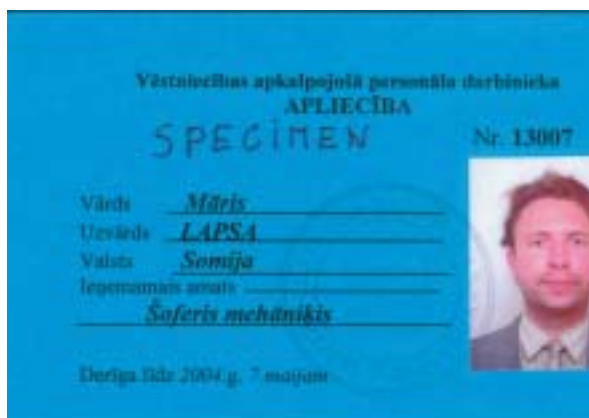 Vēstniecības apkalpojošā personāla darbinieka
APLIECĪBA
SPECIMEN
Nr. 13007
Vārds Māris
Uzvārds LAPSA
Valsts Somija
Ieņemamais amats
Šoferis mehāniķis
Derīga līdz 2004.g. 7 maijam